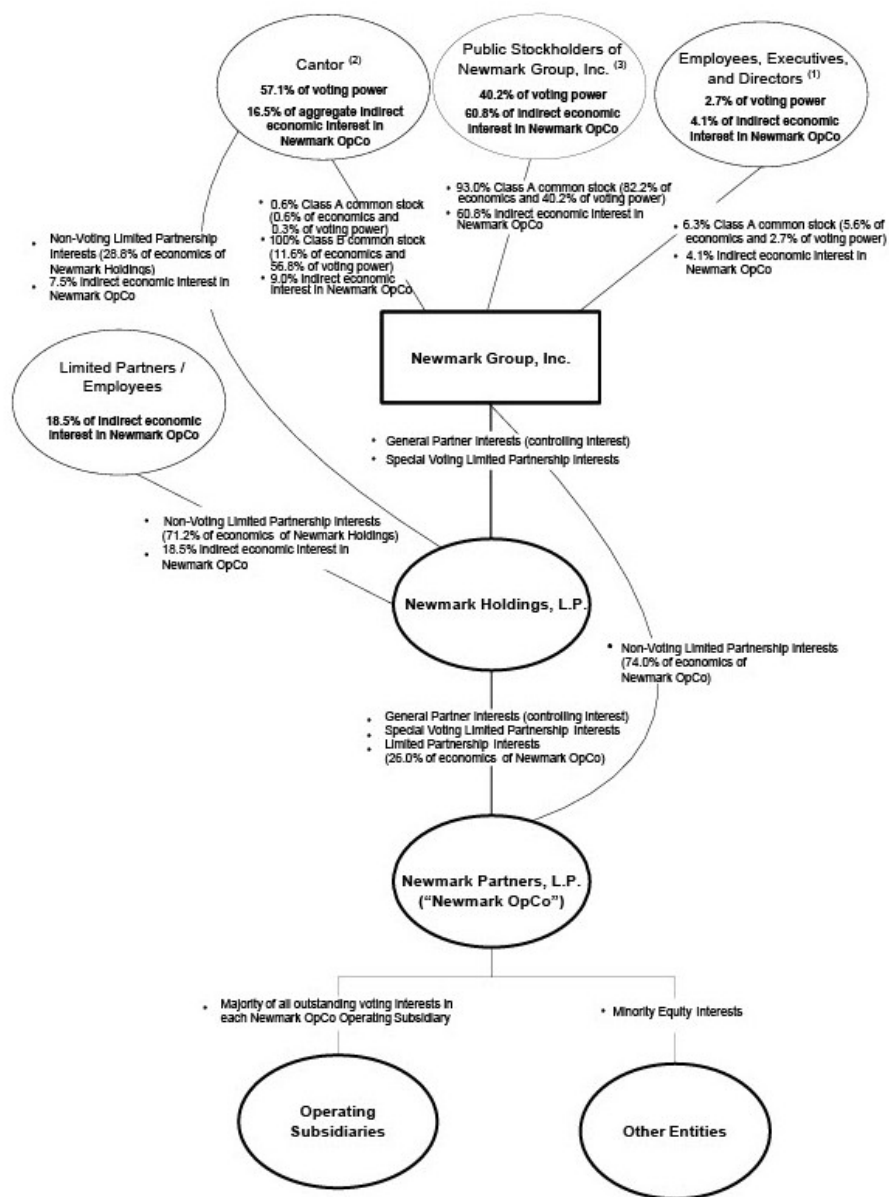 Cantor (2)
57.1% of voting power
16.5% of aggregate indirect
economic interest in
Newmark OpCo
Public Stockholders of
Newmark Group, Inc. (3)
40.2% of voting power
60.8% of indirect economic
interest in Newmark OpCo
Employees, Executives,
and Directors (1)
2.7% of voting power
4.1% of indirect economic
interest in Newmark OpCo
• Non-Voting Limited Partnership
Interests (28.8% of economics of
Newmark Holdings)
• 7.5% indirect economic interest in
Newmark OpCo
• 0.6% Class A common stock
(0.6% of economics and
0.3% of voting power)
• 100% Class B common stock
(11.6% of economics and
56.8% of voting power)
• 9.0% indirect economic
interest in Newmark OpCo
• 93.0% Class A common stock (82.2% of
economics and 40.2% of voting power)
• 60.8% indirect economic interest in
Newmark OpCo
• 6.3% Class A common stock (5.6% of
economics and 2.7% of voting power)
• 4.1% indirect economic interest in
Newmark OpCo
Newmark Group, Inc.
Limited Partners /
Employees
18.5% of indirect economic
interest in Newmark OpCo
• General Partner Interests (controlling interest)
• Special Voting Limited Partnership Interests
• Non-Voting Limited Partnership Interests
(71.2% of economics of Newmark Holdings)
• 18.5% indirect economic interest in
Newmark OpCo
Newmark Holdings, L.P.
• Non-Voting Limited Partnership Interests
(74.0% of economics of
Newmark OpCo)
• General Partner Interests (controlling interest)
• Special Voting Limited Partnership Interests
• Limited Partnership Interests
(26.0% of economics of Newmark OpCo)
Newmark Partners, L.P.
(“Newmark OpCo”)
• Majority of all outstanding voting interests in
each Newmark OpCo Operating Subsidiary
• Minority Equity Interests
Operating
Subsidiaries
Other Entities